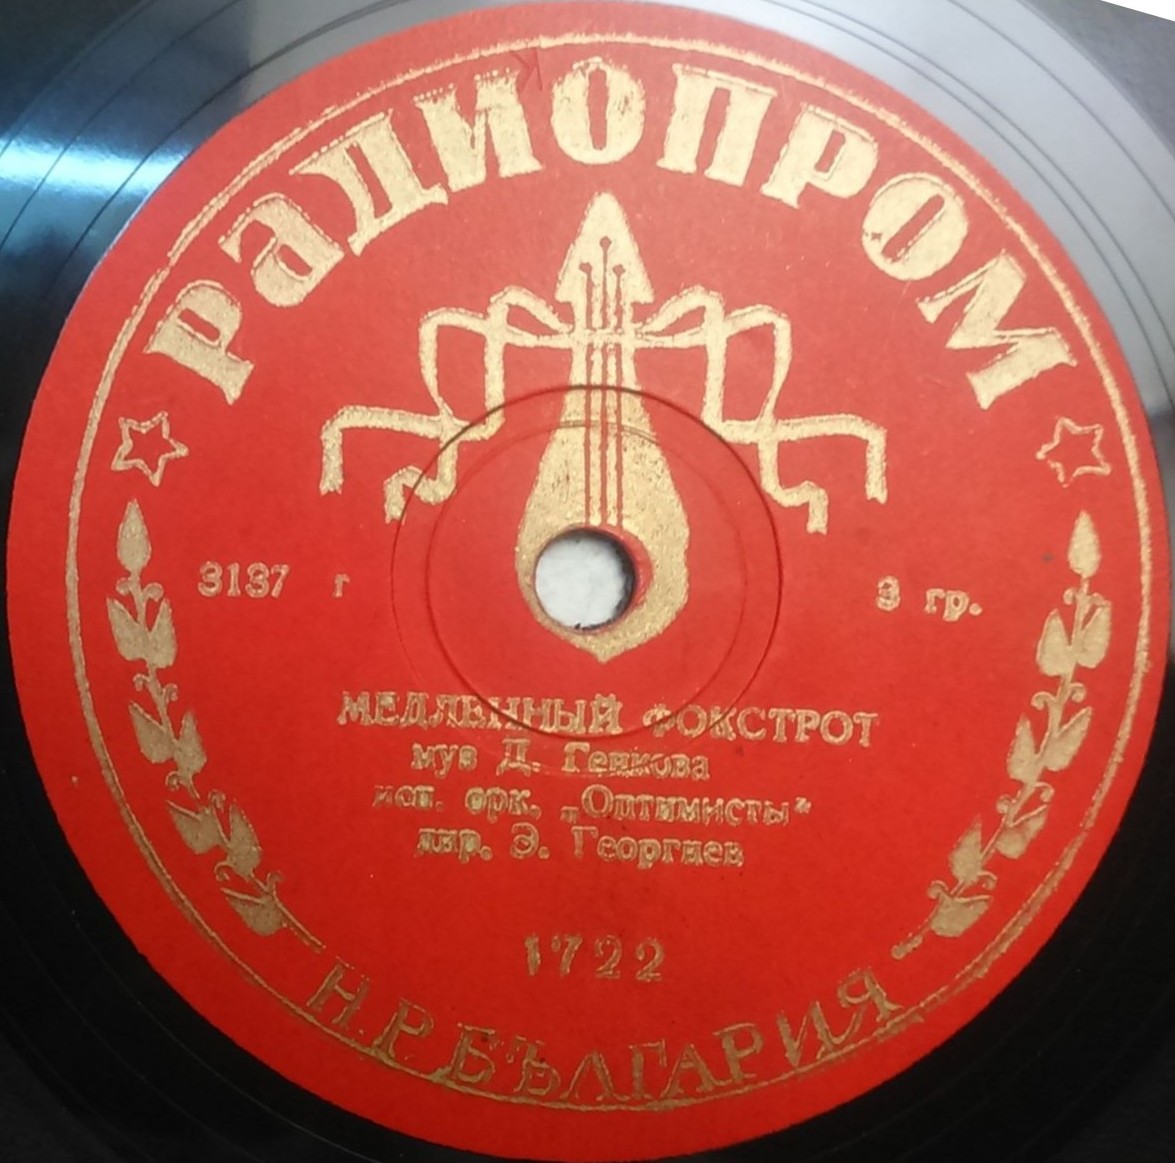 РАДИОПРОМ
3137 г
3 гр.
МЕДЛЕННЫЙ ФОКСТРОТ
муз Д. Генкова
исп. орк. „Оптимисты"
дир. Э. Георгиев
1722
Н.Р.БЪЛГАРИЯ